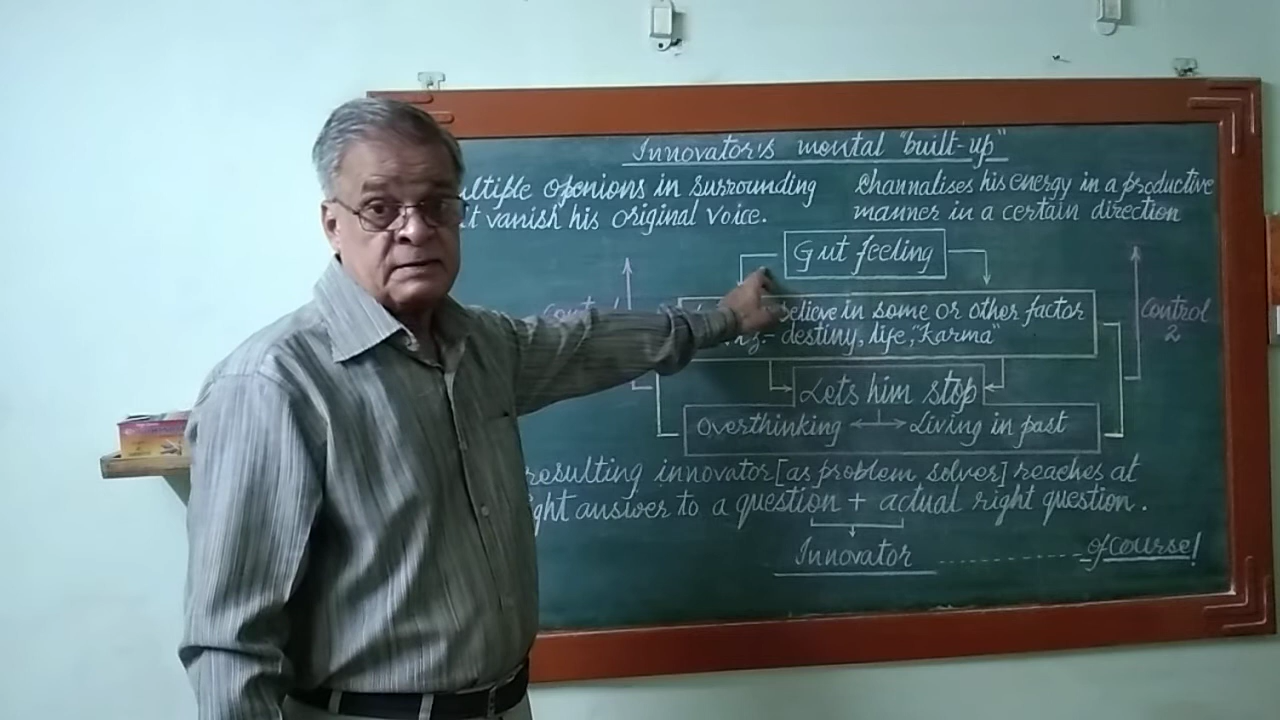 Innovator's mental "built-up"
ultiple openions in surrounding
t vanish his original voice.
Channalises his energy in a productive
manner in a certain direction
Gut feeling
believe in some or other factor
destiny, life, "Karma"
Control
Control
2
Lets him stop
Overthinking Living in past
resulting innovator [as problem solver] reaches at
ght answer to a question + actual right question.
Innovator ........... of course!